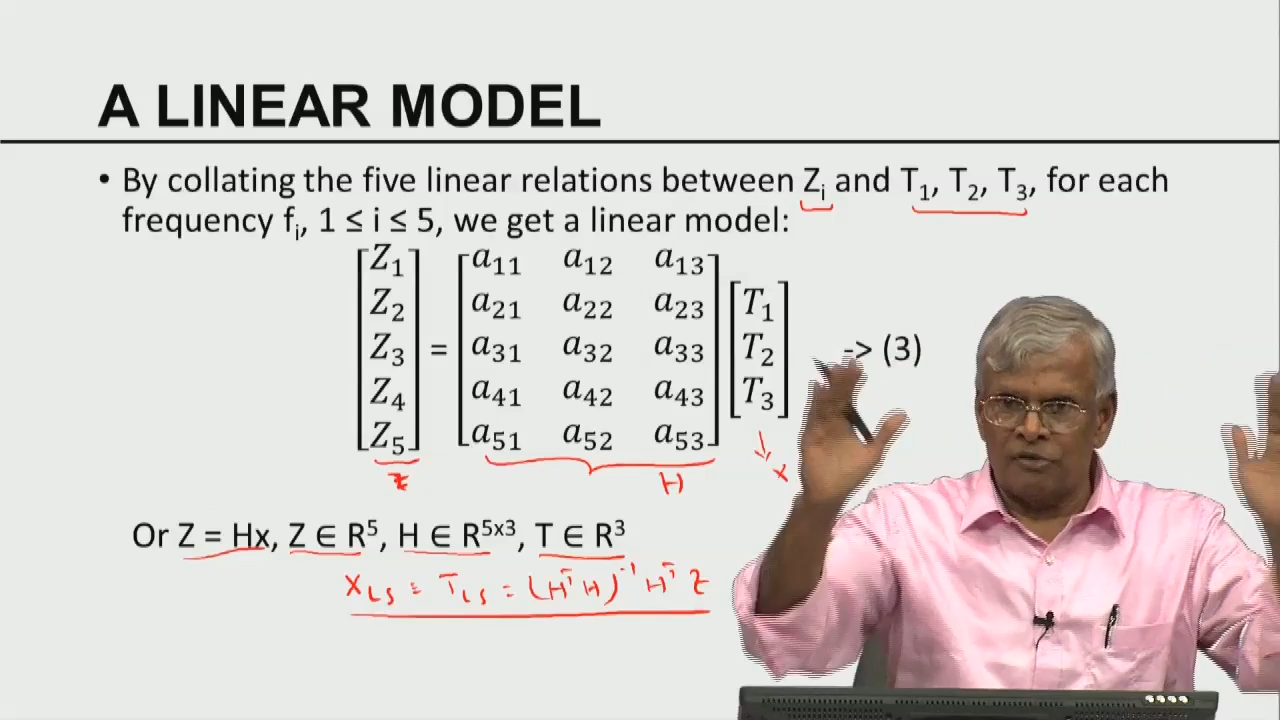 A LINEAR MODEL
• By collating the five linear relations between Zᵢ and T₁, T₂, T₃, for each
frequency fᵢ, 1 ≤ i ≤ 5, we get a linear model:
[Z₁ Z₂ Z₃ Z₄ Z₅] = [a₁₁ a₁₂ a₁₃
a₂₁ a₂₂ a₂₃
a₃₁ a₃₂ a₃₃
a₄₁ a₄₂ a₄₃
a₅₁ a₅₂ a₅₃] [T₁ T₂ T₃] -> (3)
z H x
Or Z = Hx, Z ∈ R⁵, H ∈ R⁵ˣ³, T ∈ R³
X_LS = T_LS = (HᵀH)⁻¹ Hᵀ Z